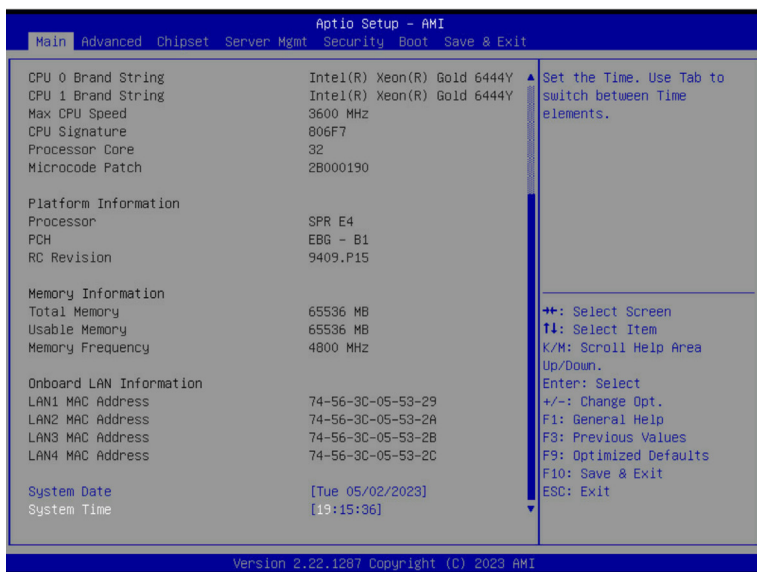 Aptio Setup – AMI
Main Advanced Chipset Server Mgmt Security Boot Save & Exit
CPU 0 Brand String Intel(R) Xeon(R) Gold 6444Y
CPU 1 Brand String Intel(R) Xeon(R) Gold 6444Y
Max CPU Speed 3600 MHz
CPU Signature 806F7
Processor Core 32
Microcode Patch 2B000190
Platform Information
Processor SPR E4
PCH EBG – B1
RC Revision 9409.P15
Memory Information
Total Memory 65536 MB
Usable Memory 65536 MB
Memory Frequency 4800 MHz
Onboard LAN Information
LAN1 MAC Address 74-56-3C-05-53-29
LAN2 MAC Address 74-56-3C-05-53-2A
LAN3 MAC Address 74-56-3C-05-53-2B
LAN4 MAC Address 74-56-3C-05-53-2C
System Date [Tue 05/02/2023]
System Time [19:15:36]
Set the Time. Use Tab to
switch between Time
elements.
→←: Select Screen
↑↓: Select Item
K/M: Scroll Help Area
Up/Down.
Enter: Select
+/-: Change Opt.
F1: General Help
F3: Previous Values
F9: Optimized Defaults
F10: Save & Exit
ESC: Exit
Version 2.22.1287 Copyright (C) 2023 AMI